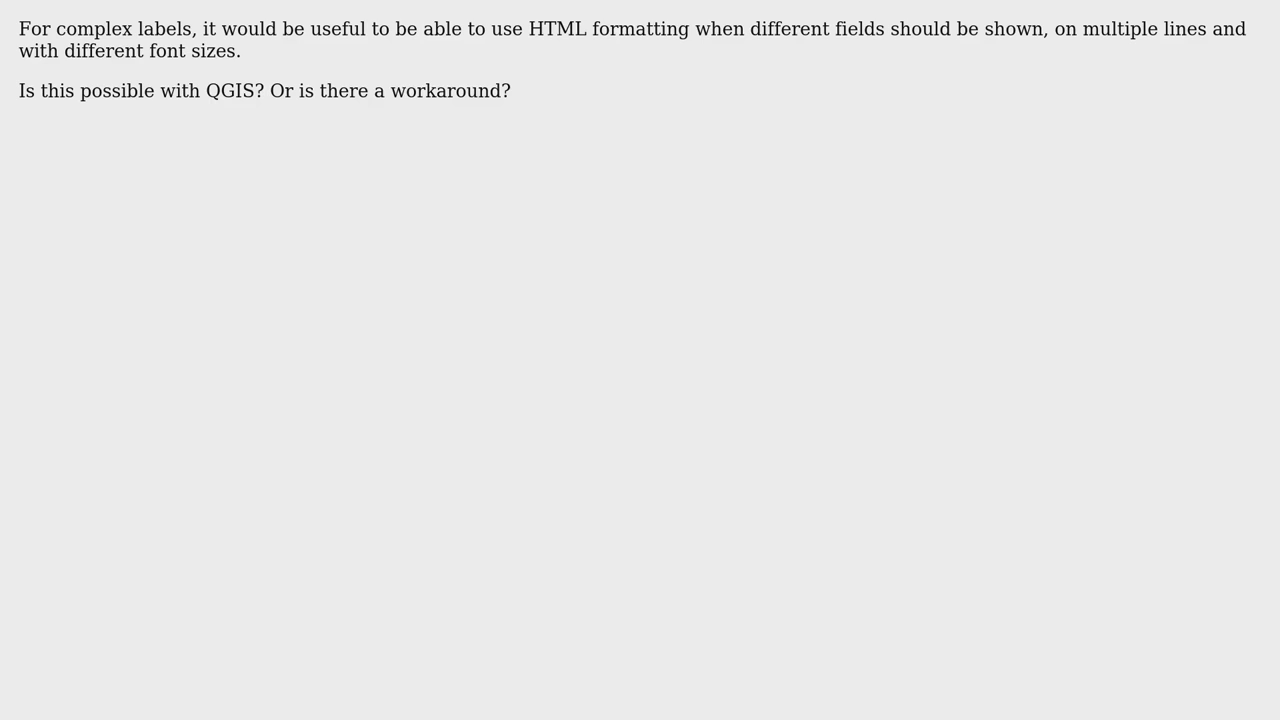 For complex labels, it would be useful to be able to use HTML formatting when different fields should be shown, on multiple lines and
with different font sizes.
Is this possible with QGIS? Or is there a workaround?